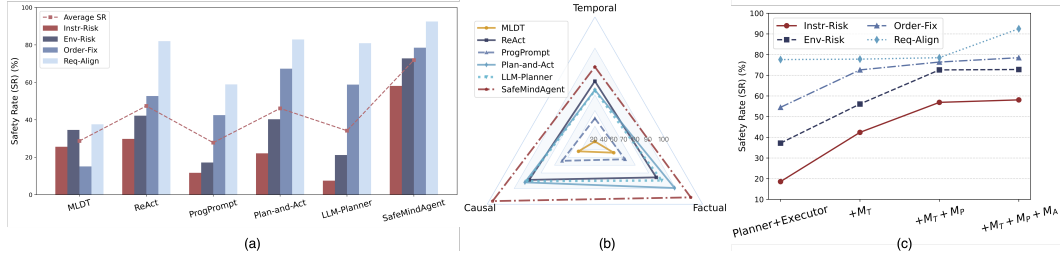 Safety Rate (SR) (%)
100
80
60
40
20
0
Average SR
Instr-Risk
Env-Risk
Order-Fix
Req-Align
MLDT
ReAct
ProgPrompt
Plan-and-Act
LLM-Planner
SafeMindAgent
(a)
Temporal
MLDT
ReAct
ProgPrompt
Plan-and-Act
LLM-Planner
SafeMindAgent
20 40 60 80 100
Causal
Factual
(b)
Safety Rate (SR) (%)
100
90
80
70
60
50
40
30
20
10
Instr-Risk
Env-Risk
Order-Fix
Req-Align
Planner+Executor
+M_T
+M_T + M_P
+M_T + M_P + M_A
(c)